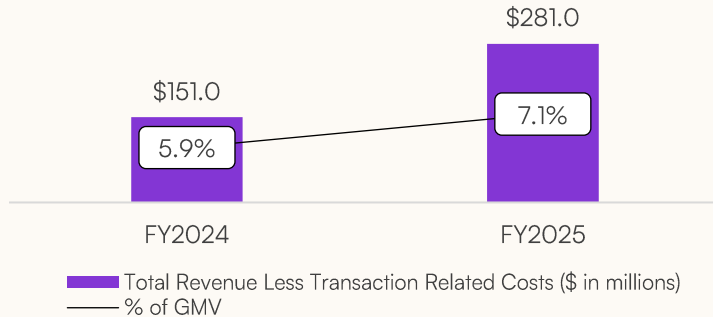 $281.0
$151.0
7.1%
5.9%
FY2024 FY2025
Total Revenue Less Transaction Related Costs ($ in millions)
% of GMV